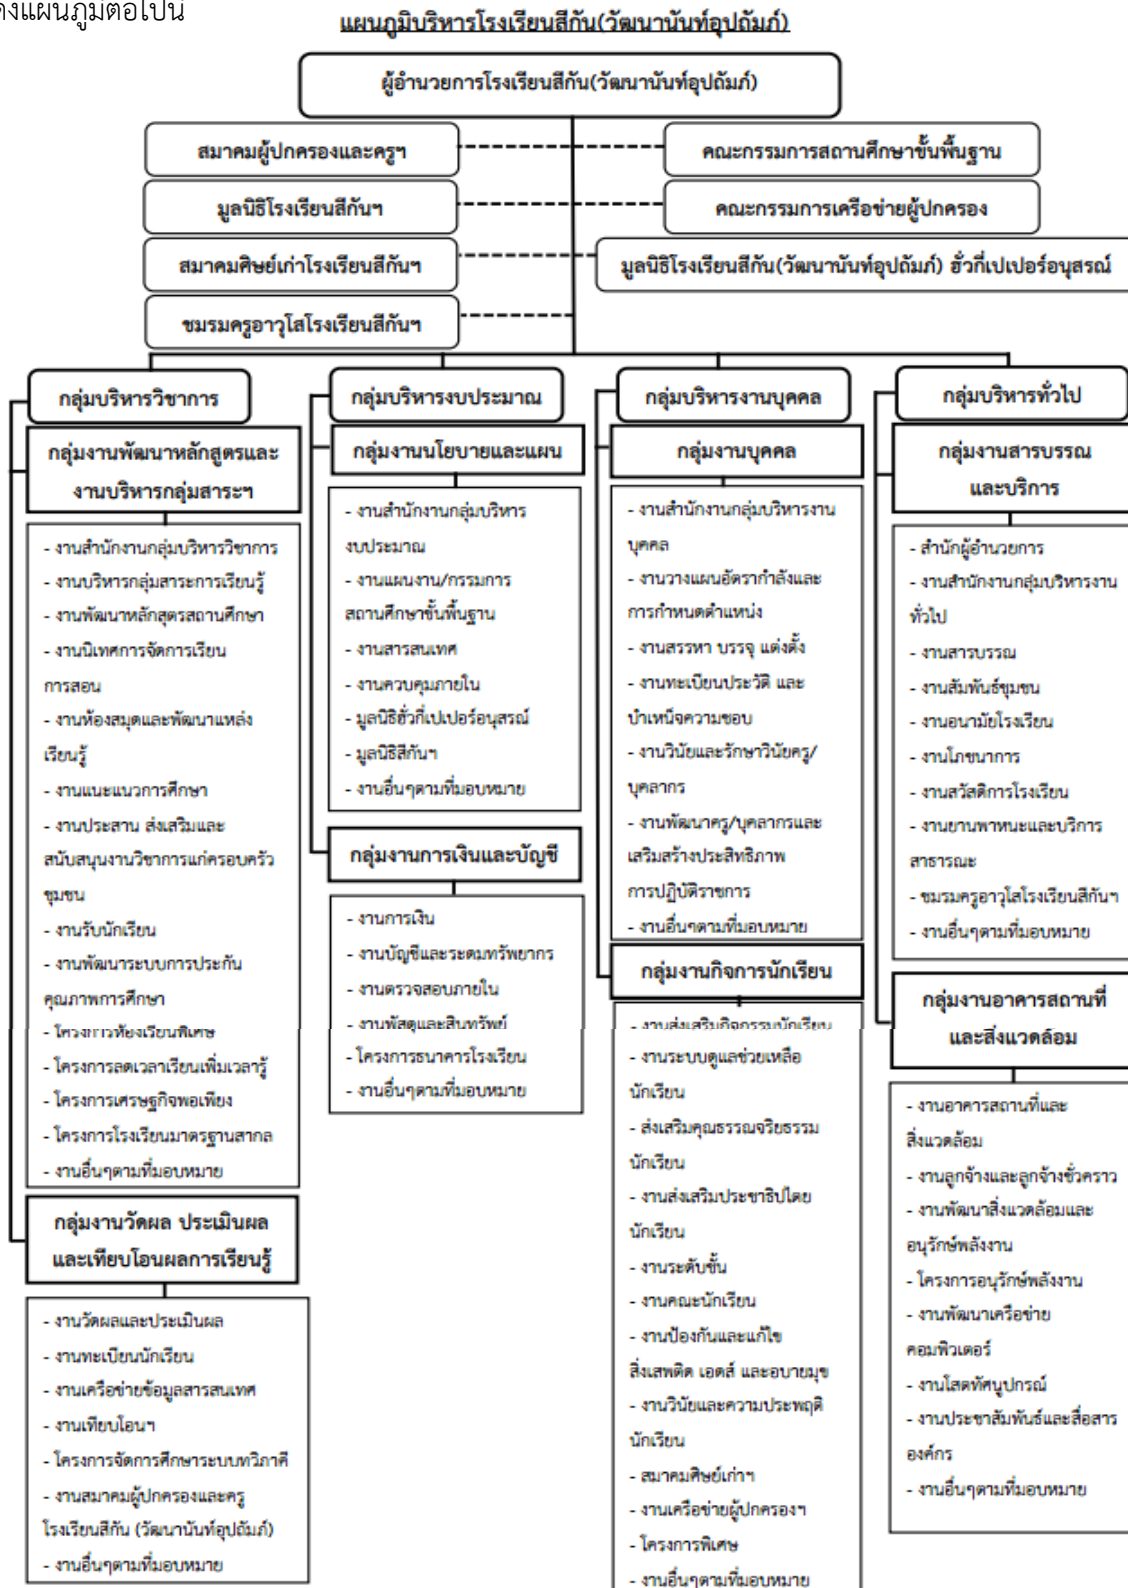 ดังแผนภูมิต่อไปนี้
แผนภูมิบริหารโรงเรียนสีกัน(วัฒนานันท์อุปถัมภ์)
ผู้อำนวยการโรงเรียนสีกัน(วัฒนานันท์อุปถัมภ์)
สมาคมผู้ปกครองและครูฯ
คณะกรรมการสถานศึกษาขั้นพื้นฐาน
มูลนิธิโรงเรียนสีกันฯ
คณะกรรมการเครือข่ายผู้ปกครอง
สมาคมศิษย์เก่าโรงเรียนสีกันฯ
มูลนิธิโรงเรียนสีกัน(วัฒนานันท์อุปถัมภ์) ฮั่วกี่เปเปอร์อนุสรณ์
ชมรมครูอาวุโสโรงเรียนสีกันฯ
กลุ่มบริหารวิชาการ
กลุ่มงานพัฒนาหลักสูตรและ
งานบริหารกลุ่มสาระฯ
- งานสำนักงานกลุ่มบริหารวิชาการ
- งานบริหารกลุ่มสาระการเรียนรู้
- งานพัฒนาหลักสูตรสถานศึกษา
- งานนิเทศการจัดการเรียน
การสอน
- งานห้องสมุดและพัฒนาแหล่ง
เรียนรู้
- งานแนะแนวการศึกษา
- งานประสาน ส่งเสริมและ
สนับสนุนงานวิชาการแก่ครอบครัว
ชุมชน
- งานรับนักเรียน
- งานพัฒนาระบบการประกัน
คุณภาพการศึกษา
- โครงการห้องเรียนพิเศษ
- โครงการลดเวลาเรียนเพิ่มเวลารู้
- โครงการเศรษฐกิจพอเพียง
- โครงการโรงเรียนมาตรฐานสากล
- งานอื่นๆตามที่มอบหมาย
กลุ่มงานวัดผล ประเมินผล
และเทียบโอนผลการเรียนรู้
- งานวัดผลและประเมินผล
- งานทะเบียนนักเรียน
- งานเครือข่ายข้อมูลสารสนเทศ
- งานเทียบโอนฯ
- โครงการจัดการศึกษาระบบทวิภาคี
- งานสมาคมผู้ปกครองและครู
โรงเรียนสีกัน (วัฒนานันท์อุปถัมภ์)
- งานอื่นๆตามที่มอบหมาย
กลุ่มบริหารงบประมาณ
กลุ่มงานนโยบายและแผน
- งานสำนักงานกลุ่มบริหาร
งบประมาณ
- งานแผนงาน/กรรมการ
สถานศึกษาขั้นพื้นฐาน
- งานสารสนเทศ
- งานควบคุมภายใน
- มูลนิธิฮั่วกี่เปเปอร์อนุสรณ์
- มูลนิธิสีกันฯ
- งานอื่นๆตามที่มอบหมาย
กลุ่มงานการเงินและบัญชี
- งานการเงิน
- งานบัญชีและระดมทรัพยากร
- งานตรวจสอบภายใน
- งานพัสดุและสินทรัพย์
- โครงการธนาคารโรงเรียน
- งานอื่นๆตามที่มอบหมาย
กลุ่มบริหารงานบุคคล
กลุ่มงานบุคคล
- งานสำนักงานกลุ่มบริหารงาน
บุคคล
- งานวางแผนอัตรากำลังและ
การกำหนดตำแหน่ง
- งานสรรหา บรรจุ แต่งตั้ง
- งานทะเบียนประวัติ และ
บำเหน็จความชอบ
- งานวินัยและรักษาวินัยครู/
บุคลากร
- งานพัฒนาครู/บุคลากรและ
เสริมสร้างประสิทธิภาพ
การปฏิบัติราชการ
- งานอื่นๆตามที่มอบหมาย
กลุ่มงานกิจการนักเรียน
- งานส่งเสริมกิจกรรมนักเรียน
- งานระบบดูแลช่วยเหลือ
นักเรียน
- ส่งเสริมคุณธรรมจริยธรรม
นักเรียน
- งานส่งเสริมประชาธิปไตย
นักเรียน
- งานระดับชั้น
- งานคณะนักเรียน
- งานป้องกันและแก้ไข
สิ่งเสพติด เอดส์ และอบายมุข
- งานวินัยและความประพฤติ
นักเรียน
- สมาคมศิษย์เก่าฯ
- งานเครือข่ายผู้ปกครองฯ
- โครงการพิเศษ
- งานอื่นๆตามที่มอบหมาย
กลุ่มบริหารทั่วไป
กลุ่มงานสารบรรณ
และบริการ
- สำนักผู้อำนวยการ
- งานสำนักงานกลุ่มบริหารงาน
ทั่วไป
- งานสารบรรณ
- งานสัมพันธ์ชุมชน
- งานอนามัยโรงเรียน
- งานโภชนาการ
- งานสวัสดิการโรงเรียน
- งานยานพาหนะและบริการ
สาธารณะ
- ชมรมครูอาวุโสโรงเรียนสีกันฯ
- งานอื่นๆตามที่มอบหมาย
กลุ่มงานอาคารสถานที่
และสิ่งแวดล้อม
- งานอาคารสถานที่และ
สิ่งแวดล้อม
- งานลูกจ้างและลูกจ้างชั่วคราว
- งานพัฒนาสิ่งแวดล้อมและ
อนุรักษ์พลังงาน
- โครงการอนุรักษ์พลังงาน
- งานพัฒนาเครือข่าย
คอมพิวเตอร์
- งานโสตทัศนูปกรณ์
- งานประชาสัมพันธ์และสื่อสาร
องค์กร
- งานอื่นๆตามที่มอบหมาย